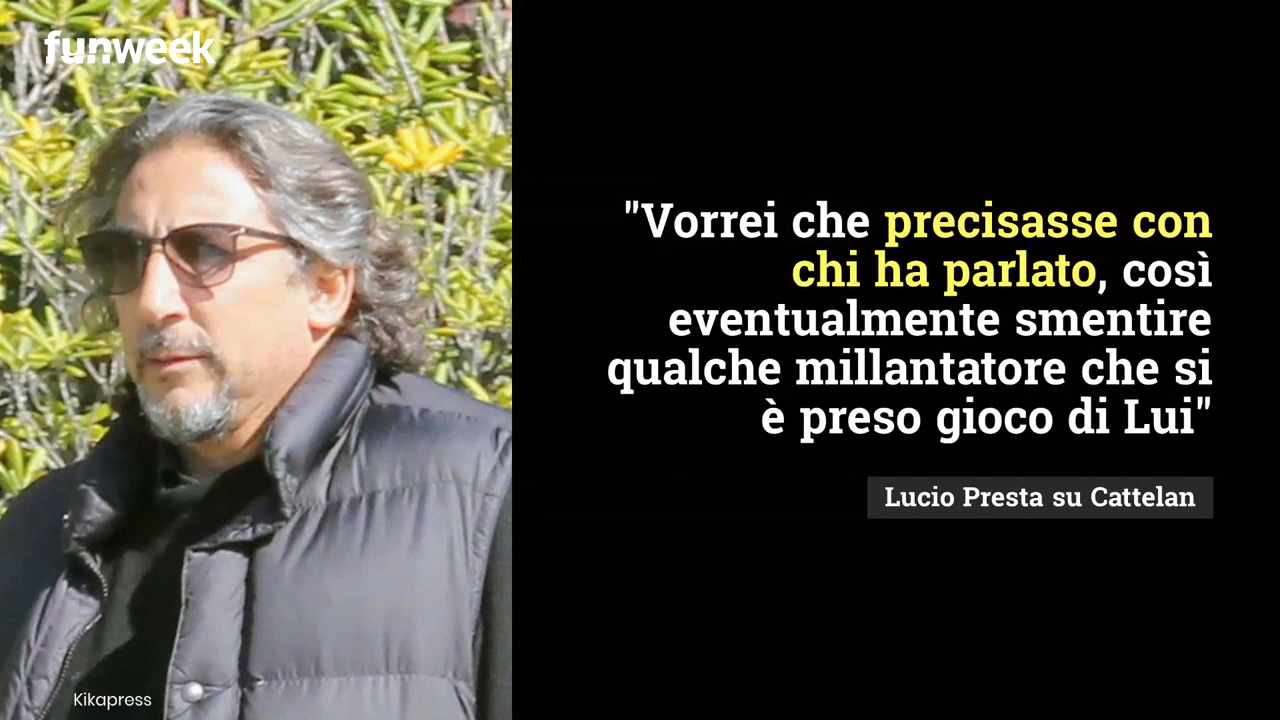 funweek
"Vorrei che precisasse con
chi ha parlato, così
eventualmente smentire
qualche millantatore che si
è preso gioco di Lui"
Lucio Presta su Cattelan
Kikapress